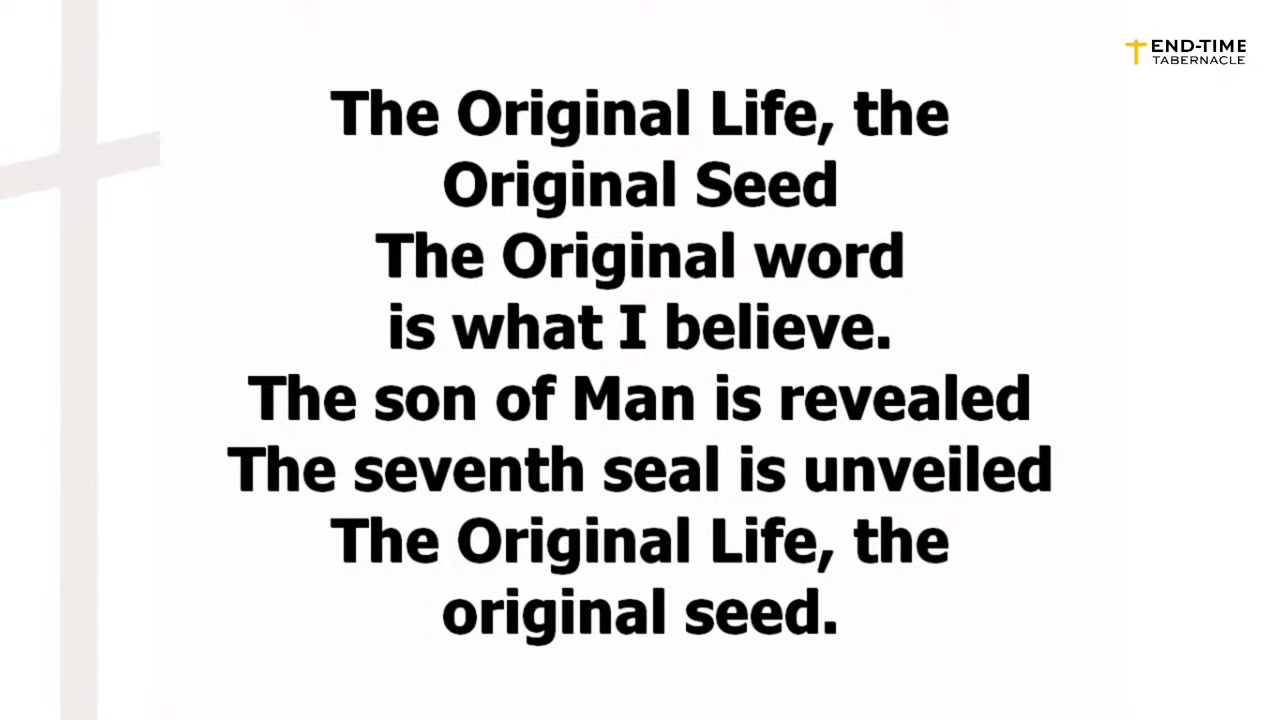 END-TIME
TABERNACLE
The Original Life, the
Original Seed
The Original word
is what I believe.
The son of Man is revealed
The seventh seal is unveiled
The Original Life, the
original seed.